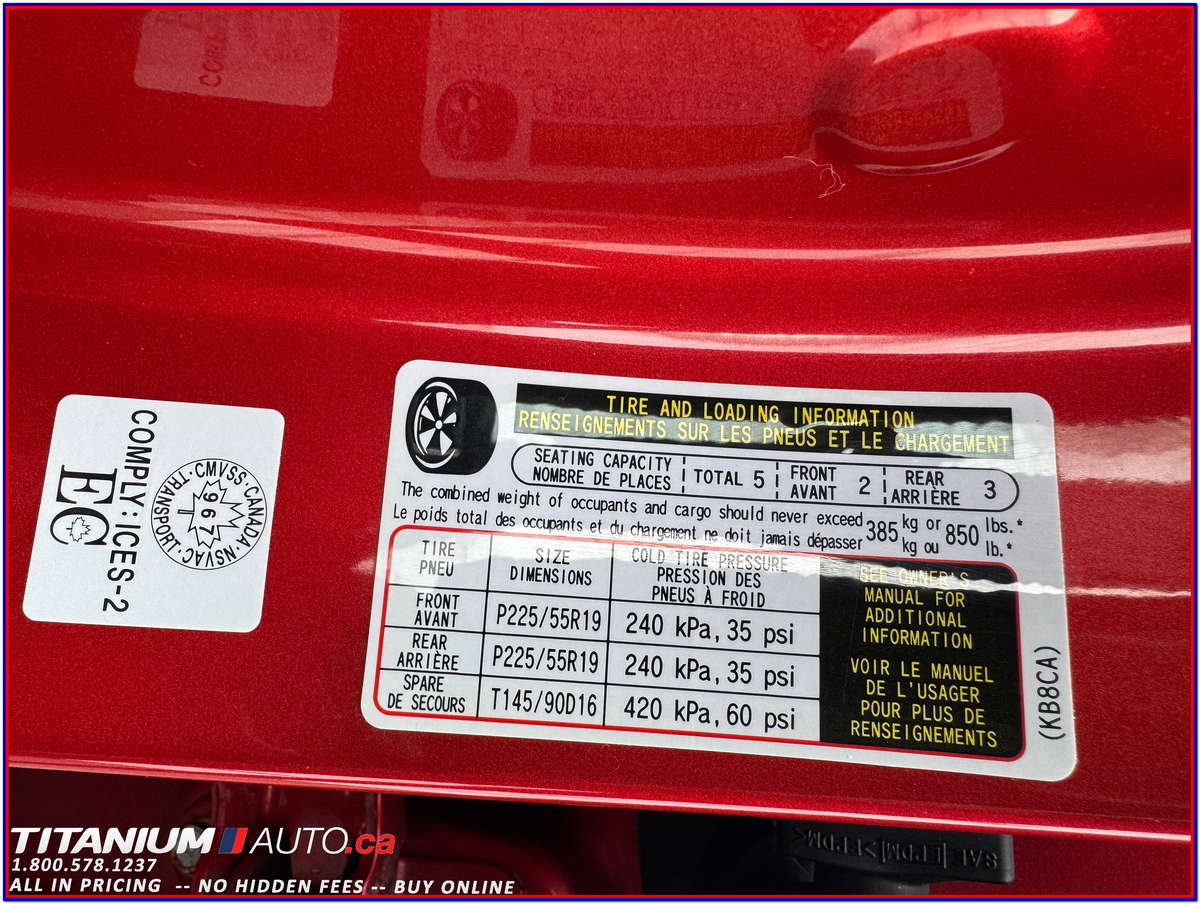 TIRE AND LOADING INFORMATION
RENSEIGNEMENTS SUR LES PNEUS ET LE CHARGEMENT
SEATING CAPACITY
NOMBRE DE PLACES
TOTAL 5
FRONT
AVANT 2
REAR
ARRIÈRE 3
The combined weight of occupants and cargo should never exceed 385 kg or 850 lbs.*
Le poids total des occupants et du chargement ne doit jamais dépasser kg ou lb.*
TIRE
PNEU
SIZE
DIMENSIONS
COLD TIRE PRESSURE
PRESSION DES
PNEUS À FROID
FRONT
AVANT
P225/55R19
240 kPa, 35 psi
REAR
ARRIÈRE
P225/55R19
240 kPa, 35 psi
SPARE
DE SECOURS
T145/90D16
420 kPa, 60 psi
SEE OWNER'S
MANUAL FOR
ADDITIONAL
INFORMATION
VOIR LE MANUEL
DE L'USAGER
POUR PLUS DE
RENSEIGNEMENTS
(KB8CA)
CMVSS·CANADA·NSVAC·TRANSPORT·
967
COMPLY:ICES-2
EC
SAE |EPDM|>EPDM<
TITANIUM AUTO.ca
1.800.578.1237
ALL IN PRICING -- NO HIDDEN FEES -- BUY ONLINE